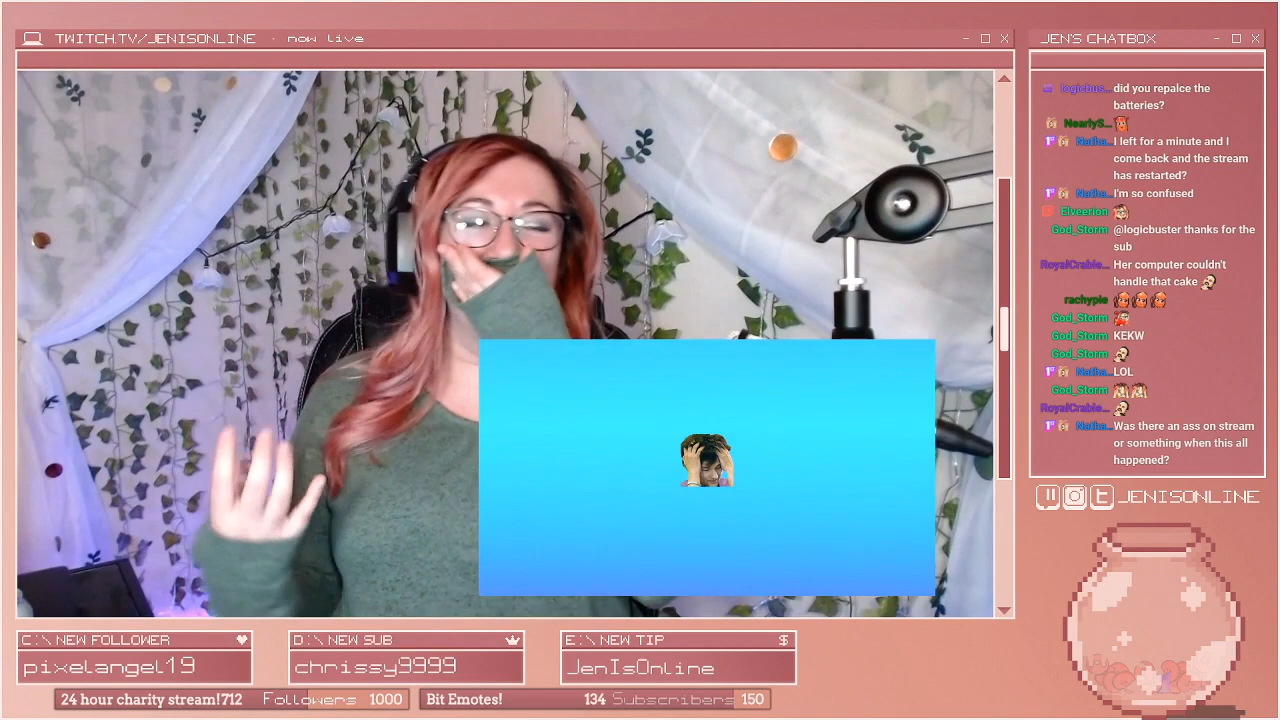 TWITCH.TV/JENISONLINE · now live
JEN'S CHATBOX
logicbus... did you repalce the
batteries?
NearlyS...
Natha... I left for a minute and I
come back and the stream
has restarted?
Natha... I'm so confused
Elveerion
God_Storm @logicbuster thanks for the
sub
RoyalCrable... Her computer couldn't
handle that cake
rachypie
God_Storm
God_Storm KEKW
God_Storm
Natha... LOL
God_Storm
RoyalCrable...
Natha... Was there an ass on stream
or something when this all
happened?
JENISONLINE
C:\ NEW FOLLOWER
pixelangel19
D:\ NEW SUB
chrissy9999
E:\ NEW TIP $
JenIsOnline
24 hour charity stream! 712 Followers 1000
Bit Emotes! 134 Subscribers 150